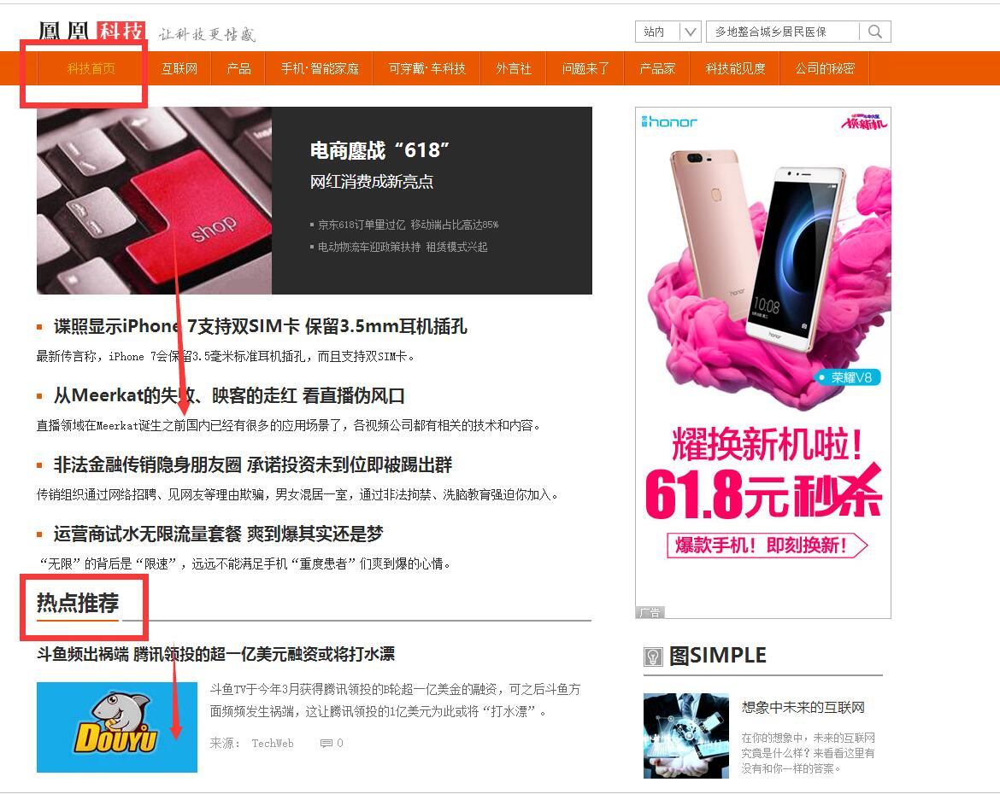 鳳凰科技 让科技更性感
站内
多地整合城乡居民医保
科技首页 互联网 产品 手机·智能家庭 可穿戴·车科技 外言社 问题来了 产品家 科技能见度 公司的秘密
shop
电商鏖战“618”
网红消费成新亮点
京东618订单量过亿 移动端占比高达85%
电动物流车迎政策扶持 租赁模式兴起
谍照显示iPhone 7支持双SIM卡 保留3.5mm耳机插孔
最新传言称，iPhone 7会保留3.5毫米标准耳机插孔，而且支持双SIM卡。
从Meerkat的失败、映客的走红 看直播伪风口
直播领域在Meerkat诞生之前国内已经有很多的应用场景了，各视频公司都有相关的技术和内容。
非法金融传销隐身朋友圈 承诺投资未到位即被踢出群
传销组织通过网络招聘、见网友等理由欺骗，男女混居一室，通过非法拘禁、洗脑教育强迫你加入。
运营商试水无限流量套餐 爽到爆其实还是梦
“无限”的背后是“限速”，远远不能满足手机“重度患者”们爽到爆的心情。
热点推荐
斗鱼频出祸端 腾讯领投的超一亿美元融资或将打水漂
DOUYU
斗鱼TV于今年3月获得腾讯领投的B轮超一亿美金的融资，可之后斗鱼方
面频频发生祸端，这让腾讯领投的1亿美元为此或将“打水漂”。
来源： TechWeb 0
荣耀honor
换新机
honor
10:08
honor
荣耀V8
耀换新机啦！
61.8元秒杀
爆款手机！即刻换新！
广告
图SIMPLE
想象中未来的互联网
在你的想象中，未来的互联网
究竟是什么样？来看看这里有
没有和你一样的答案。